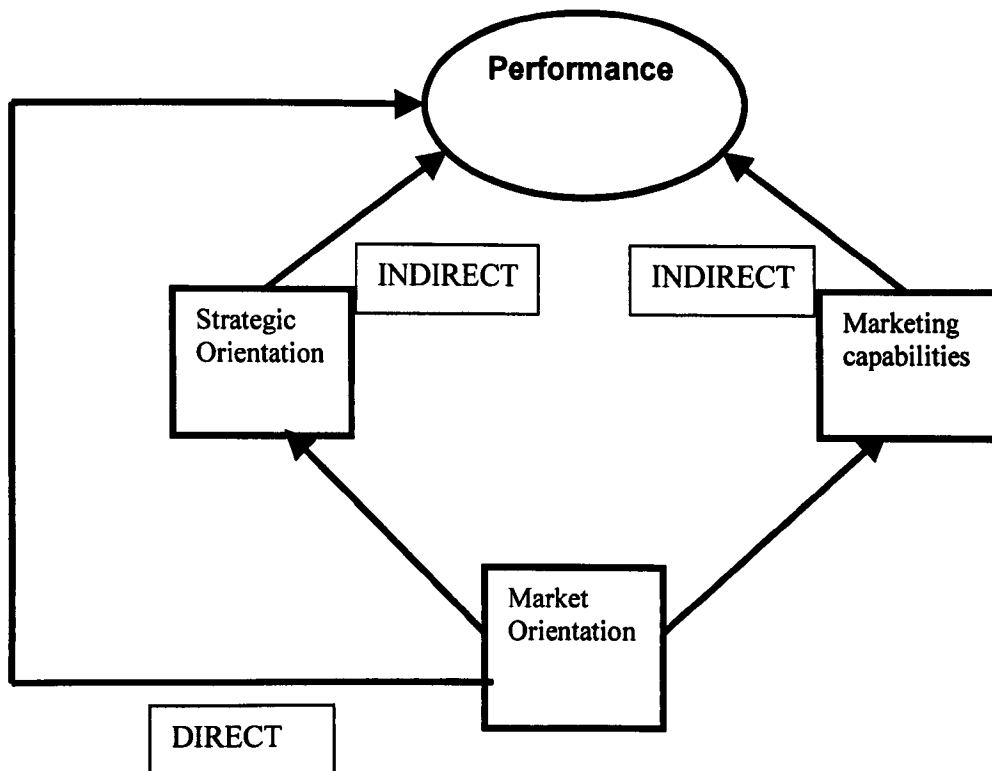 Performance
INDIRECT
INDIRECT
Strategic
Orientation
Marketing
capabilities
Market
Orientation
DIRECT